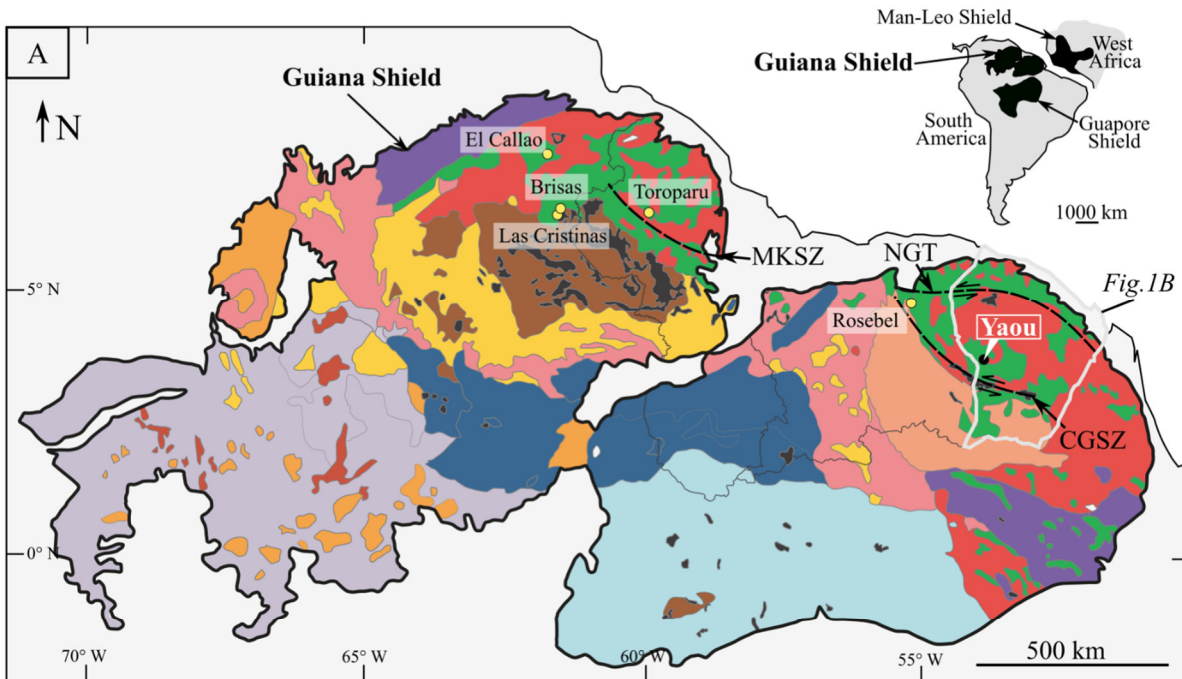 A
N
Guiana Shield
El Callao
Brisas
Toroparu
Las Cristinas
MKSZ
NGT
Fig.1B
Rosebel
Yaou
CGSZ
Man-Leo Shield
West
Africa
Guiana Shield
South
America
Guapore
Shield
1000 km
5° N
0° N
70° W
65° W
60° W
55° W
500 km